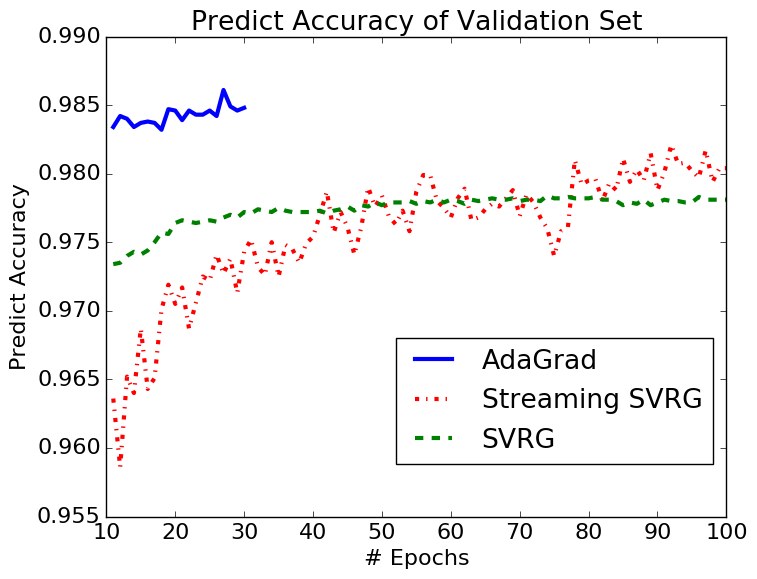 Predict Accuracy of Validation Set
0.990
0.985
0.980
0.975
0.970
0.965
0.960
0.955
Predict Accuracy
AdaGrad
Streaming SVRG
SVRG
10 20 30 40 50 60 70 80 90 100
# Epochs